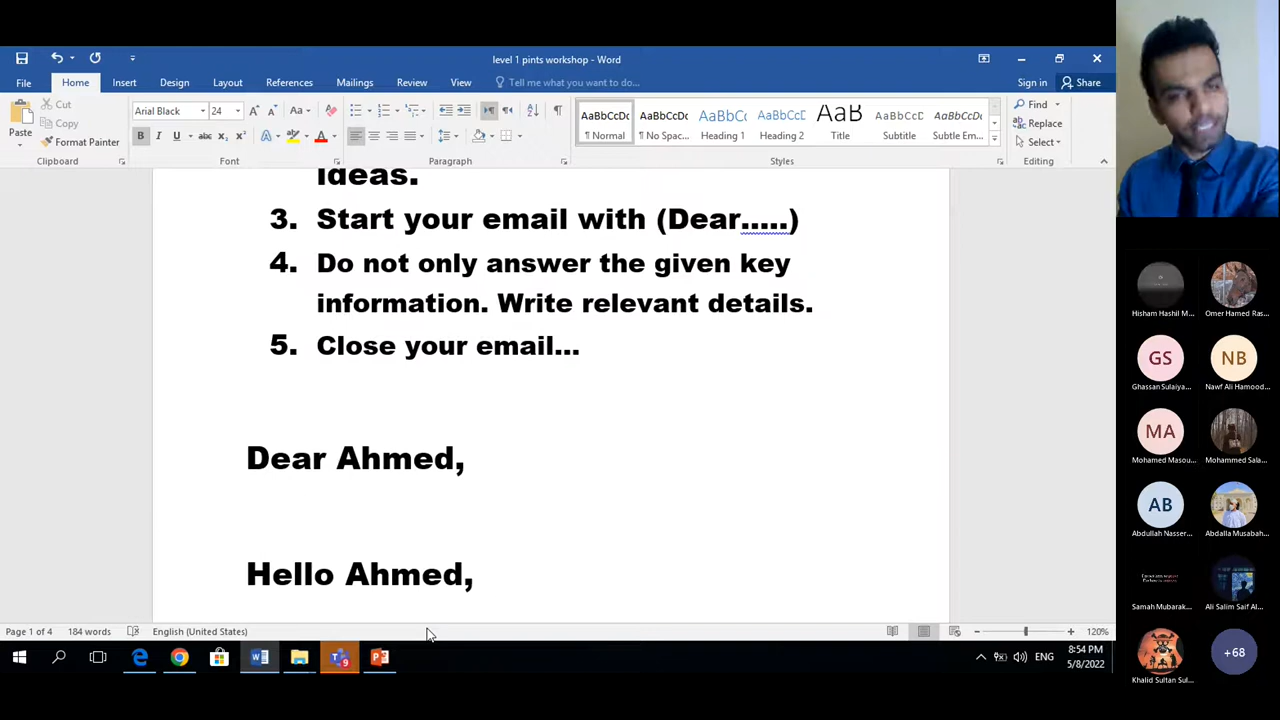 level 1 pints workshop - Word
File Home Insert Design Layout References Mailings Review View Tell me what you want to do... Sign in Share
Paste Cut Copy Format Painter
Arial Black 24
AaBbCcDc AaBbCcDc AaBbCc AaBbCcD AaB AaBbCcD AaBbCcDc
¶ Normal ¶ No Spac... Heading 1 Heading 2 Title Subtitle Subtle Em...
Find Replace Select
Clipboard Font Paragraph Styles Editing
ideas.
3. Start your email with (Dear.....)
4. Do not only answer the given key
information. Write relevant details.
5. Close your email...
Dear Ahmed,
Hello Ahmed,
Page 1 of 4 184 words English (United States) 120%
ENG 8:54 PM
5/8/2022
Hisham Hashil M... Omer Hamed Ras...
GS NB
Ghassan Sulaiya... Nawf Ali Hamood...
MA
Mohamed Masou... Mohammed Sala...
AB
Abdullah Nasser... Abdalla Musabah...
Samah Mubarak... Ali Salim Saif Al...
+68
Khalid Sultan Sul...